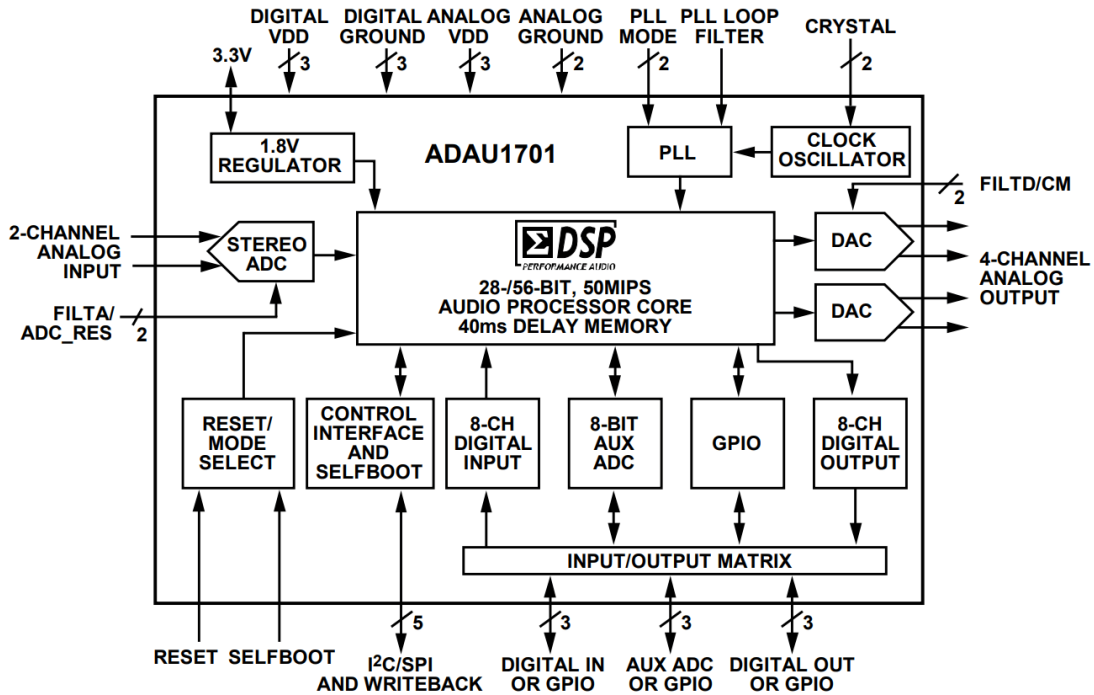 DIGITAL
VDD
DIGITAL
GROUND
ANALOG
VDD
ANALOG
GROUND
PLL
MODE
PLL LOOP
FILTER
CRYSTAL
3.3V
3
3
3
2
2
2
1.8V
REGULATOR
ADAU1701
PLL
CLOCK
OSCILLATOR
FILTD/CM
2
2-CHANNEL
ANALOG
INPUT
STEREO
ADC
Σ DSP
PERFORMANCE AUDIO
28-/56-BIT, 50MIPS
AUDIO PROCESSOR CORE
40ms DELAY MEMORY
DAC
4-CHANNEL
ANALOG
OUTPUT
DAC
FILTA/
ADC_RES
2
RESET/
MODE
SELECT
CONTROL
INTERFACE
AND
SELFBOOT
8-CH
DIGITAL
INPUT
8-BIT
AUX
ADC
GPIO
8-CH
DIGITAL
OUTPUT
INPUT/OUTPUT MATRIX
5
3
3
3
RESET
SELFBOOT
I²C/SPI
AND WRITEBACK
DIGITAL IN
OR GPIO
AUX ADC
OR GPIO
DIGITAL OUT
OR GPIO